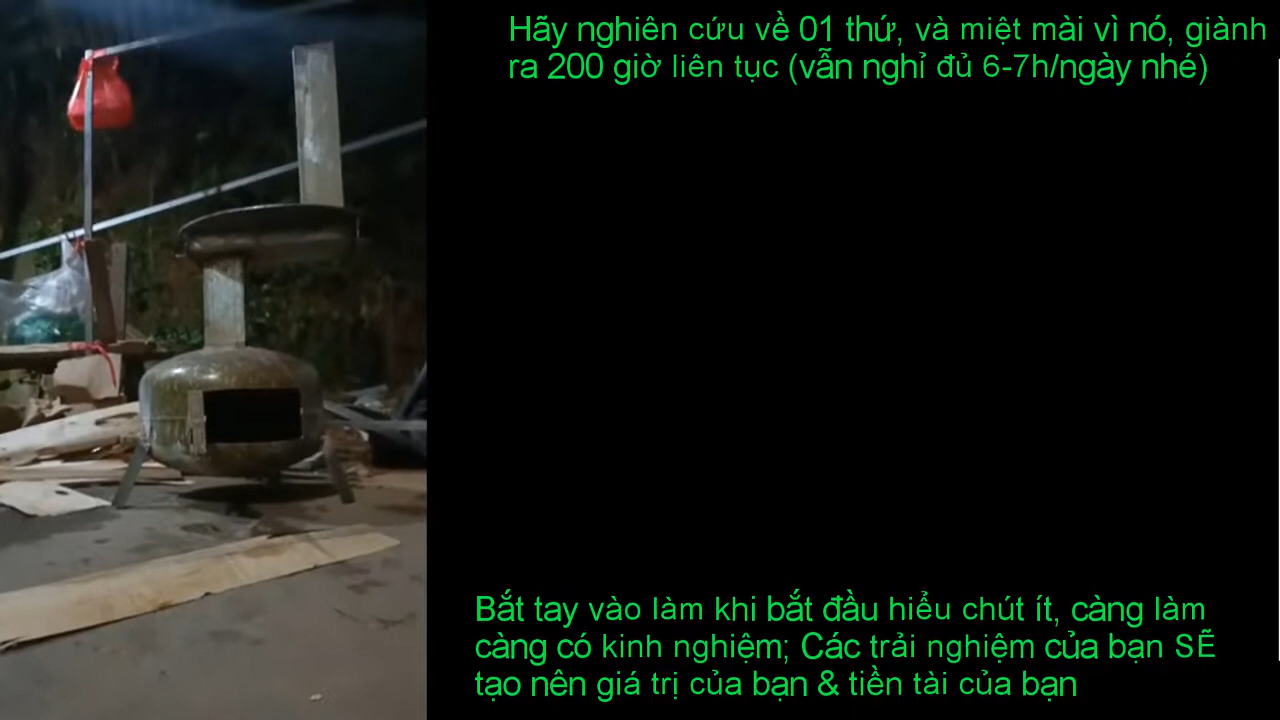 Hãy nghiên cứu về 01 thứ, và miệt mài vì nó, giành
ra 200 giờ liên tục (vẫn nghỉ đủ 6-7h/ngày nhé)
Bắt tay vào làm khi bắt đầu hiểu chút ít, càng làm
càng có kinh nghiệm; Các trải nghiệm của bạn SẼ
tạo nên giá trị của bạn & tiền tài của bạn